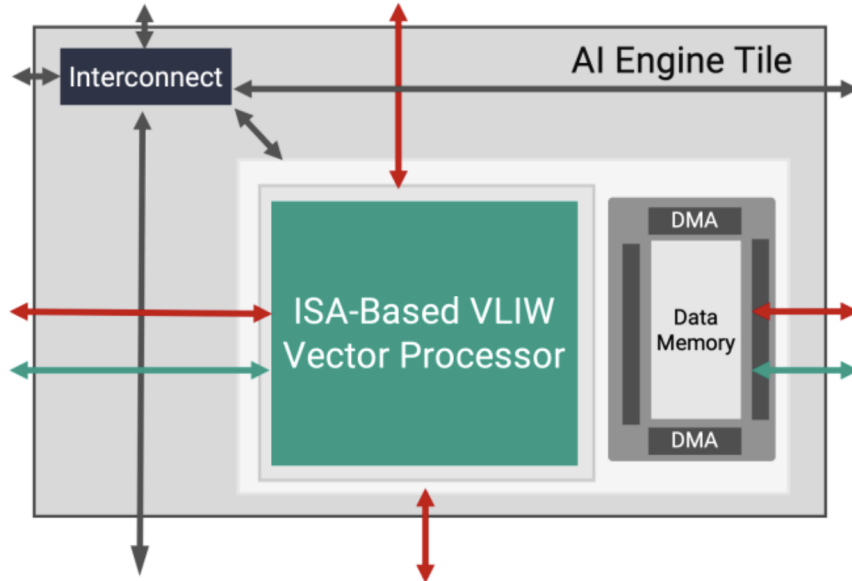 AI Engine Tile
Interconnect
DMA
ISA-Based VLIW
Vector Processor
Data
Memory
DMA